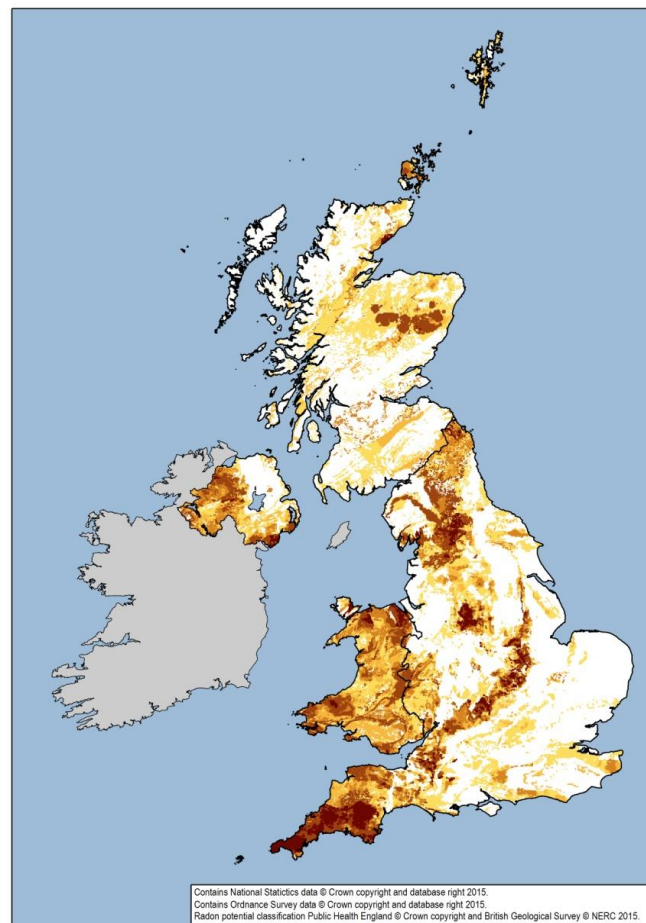 Contains National Statictics data © Crown copyright and database right 2015.
Contains Ordnance Survey data © Crown copyright and database right 2015.
Radon potential classification Public Health England © Crown copyright and British Geological Survey © NERC 2015.